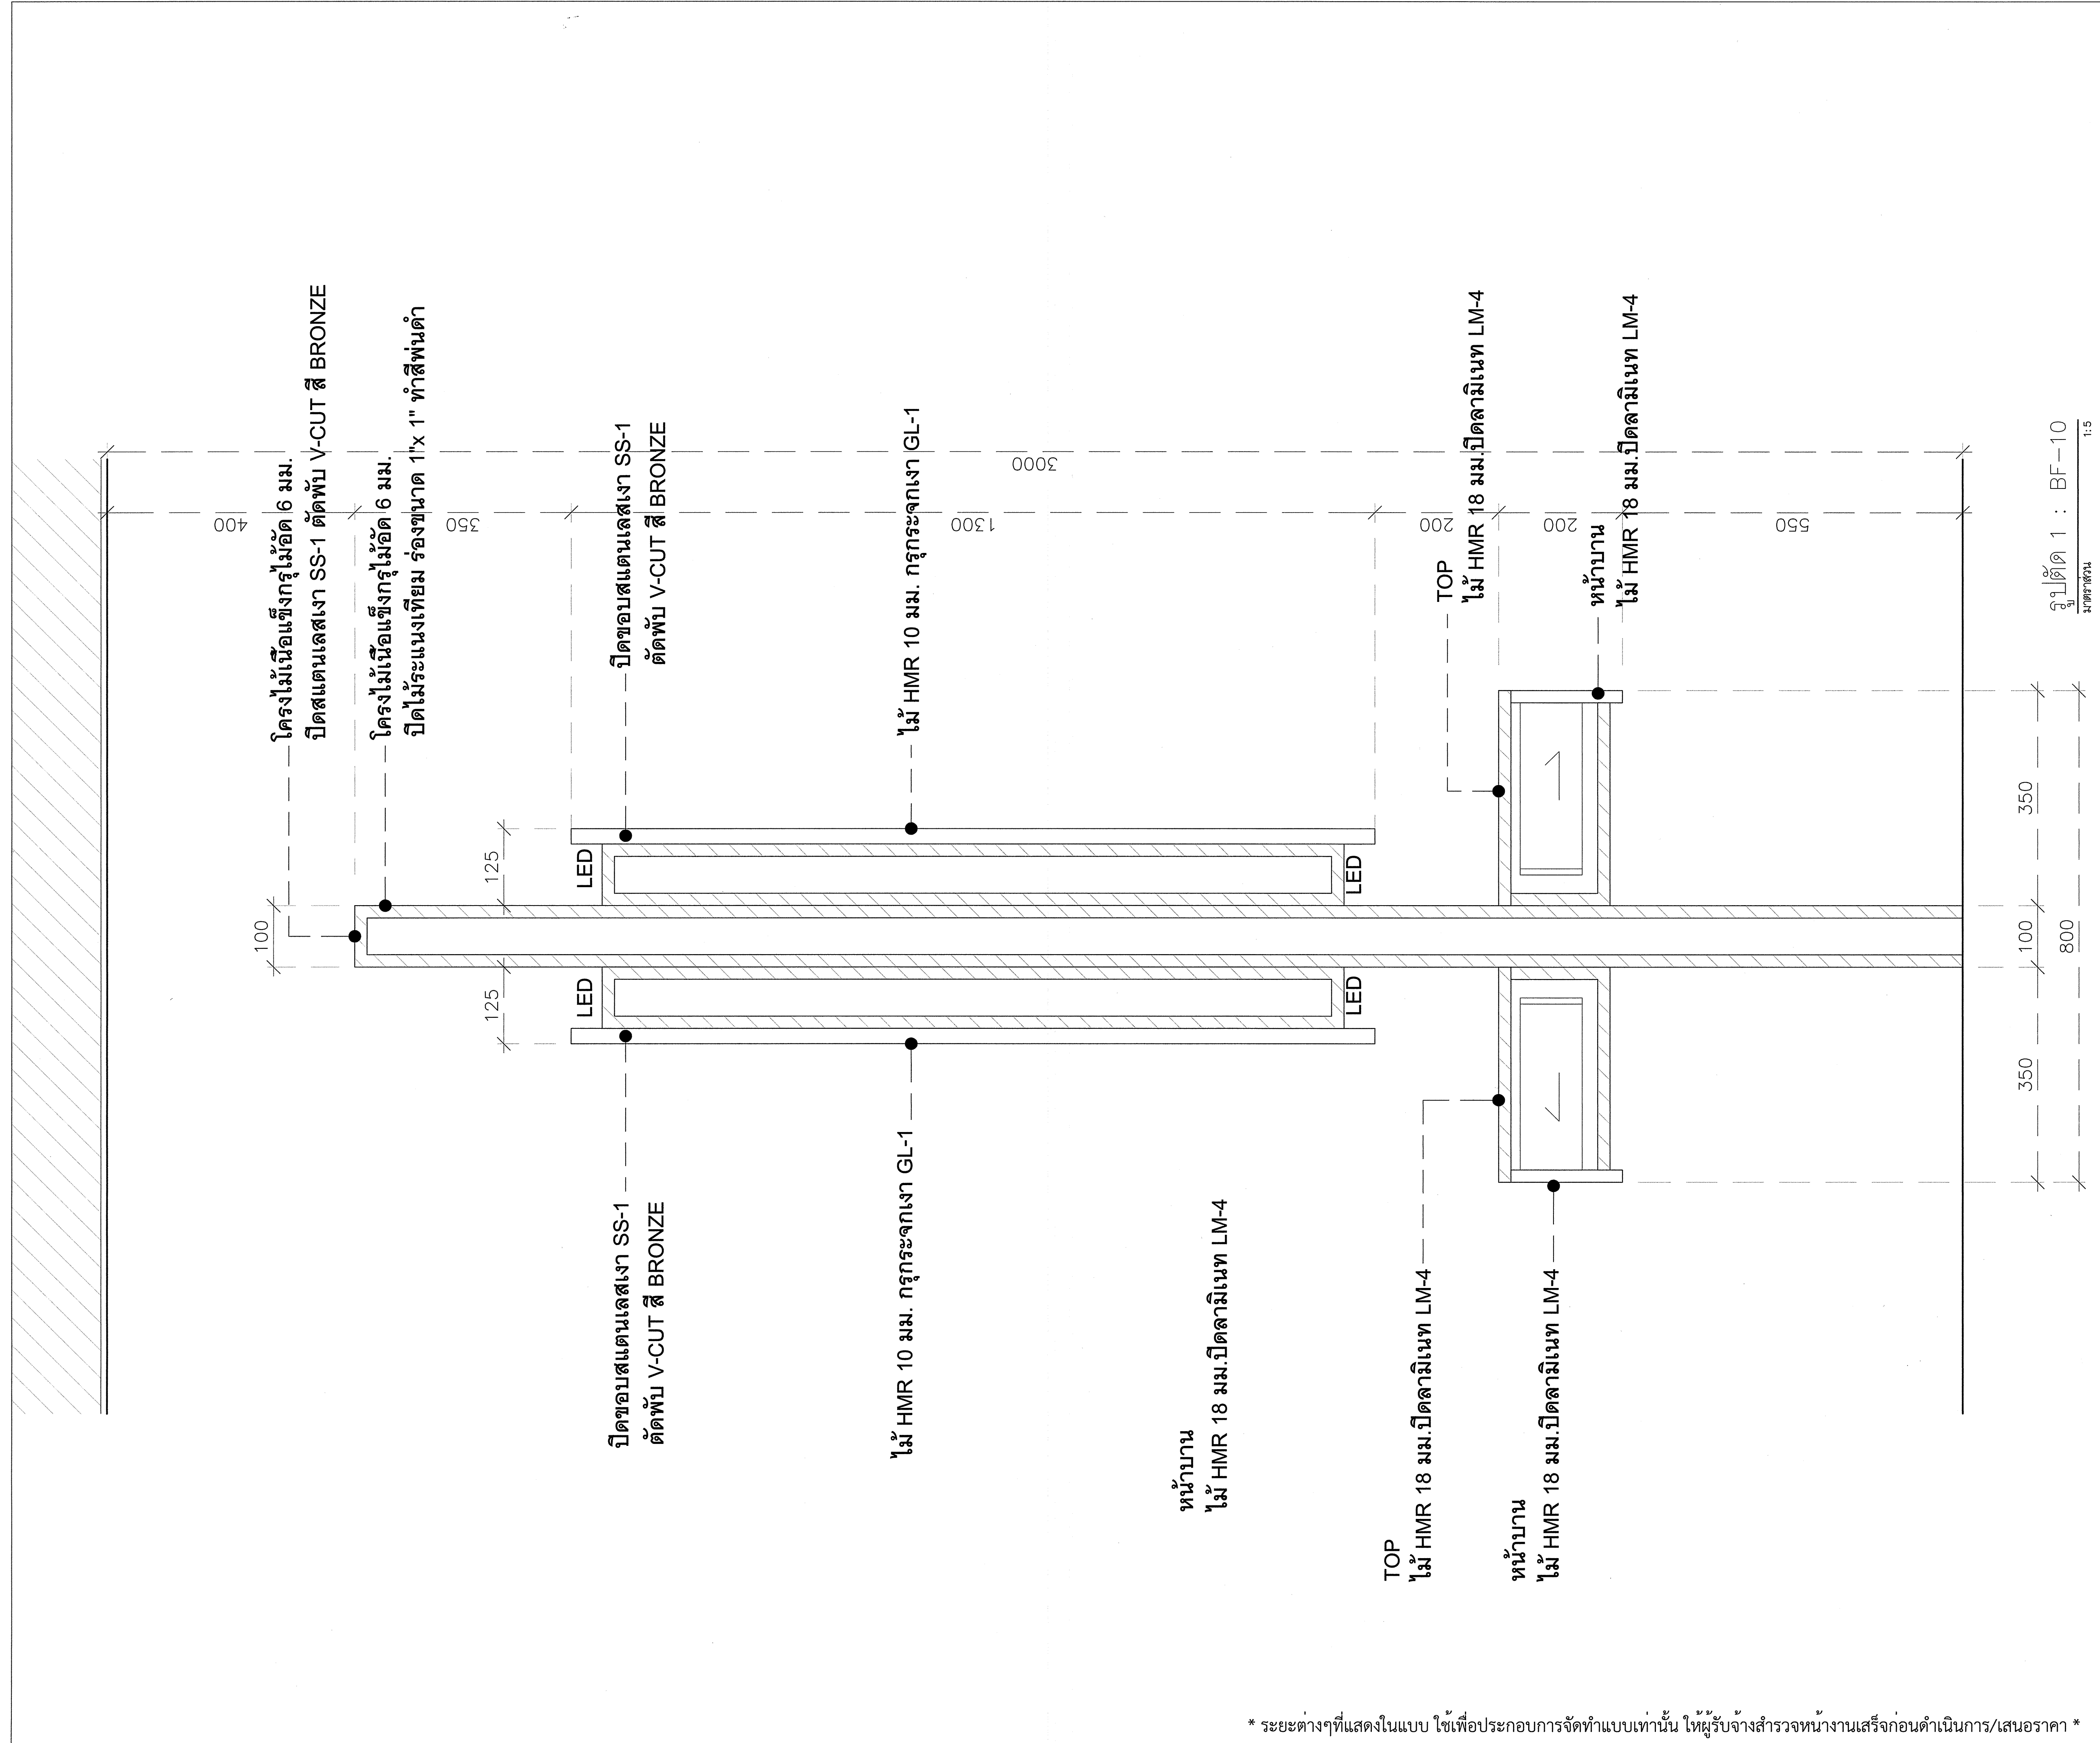 โครงไม้เนื้อแข็งกรุไม้อัด 6 มม.
ปิดสแตนเลสเงา SS-1 ตัดพับ V-CUT สี BRONZE
โครงไม้เนื้อแข็งกรุไม้อัด 6 มม.
ปิดไม้ระแนงเทียม ร่องขนาด 1"x 1" ทำสีพ่นดำ
400
350
1300
200
200
550
3000
100
125
125
LED
LED
LED
LED
ปิดขอบสแตนเลสเงา SS-1
ตัดพับ V-CUT สี BRONZE
ปิดขอบสแตนเลสเงา SS-1
ตัดพับ V-CUT สี BRONZE
ไม้ HMR 10 มม. กรุกระจกเงา GL-1
ไม้ HMR 10 มม. กรุกระจกเงา GL-1
หน้าบาน
ไม้ HMR 18 มม.ปิดลามิเนท LM-4
TOP
ไม้ HMR 18 มม.ปิดลามิเนท LM-4
TOP
ไม้ HMR 18 มม.ปิดลามิเนท LM-4
หน้าบาน
ไม้ HMR 18 มม.ปิดลามิเนท LM-4
หน้าบาน
ไม้ HMR 18 มม.ปิดลามิเนท LM-4
350
100
350
800
รูปตัด 1 : BF-10
มาตราส่วน 1:5
* ระยะต่างๆที่แสดงในแบบ ใช้เพื่อประกอบการจัดทำแบบเท่านั้น ให้ผู้รับจ้างสำรวจหน้างานเสร็จก่อนดำเนินการ/เสนอราคา *